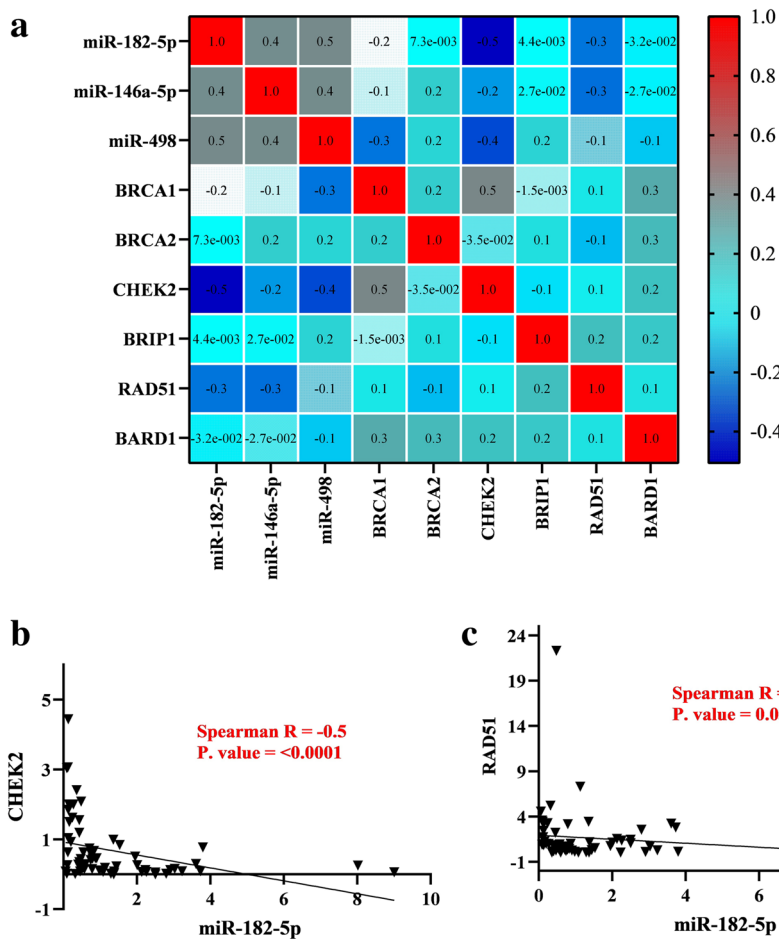 a
miR-182-5p 1.0 0.4 0.5 -0.2 7.3e-003 -0.5 4.4e-003 -0.3 -3.2e-002
miR-146a-5p 0.4 1.0 0.4 -0.1 0.2 -0.2 2.7e-002 -0.3 -2.7e-002
miR-498 0.5 0.4 1.0 -0.3 0.2 -0.4 0.2 -0.1 -0.1
BRCA1 -0.2 -0.1 -0.3 1.0 0.2 0.5 -1.5e-003 0.1 0.3
BRCA2 7.3e-003 0.2 0.2 0.2 1.0 -3.5e-002 0.1 -0.1 0.3
CHEK2 -0.5 -0.2 -0.4 0.5 -3.5e-002 1.0 -0.1 0.1 0.2
BRIP1 4.4e-003 2.7e-002 0.2 -1.5e-003 0.1 -0.1 1.0 0.2 0.2
RAD51 -0.3 -0.3 -0.1 0.1 -0.1 0.1 0.2 1.0 0.1
BARD1 -3.2e-002 -2.7e-002 -0.1 0.3 0.3 0.2 0.2 0.1 1.0
miR-182-5p miR-146a-5p miR-498 BRCA1 BRCA2 CHEK2 BRIP1 RAD51 BARD1
1.0
0.8
0.6
0.4
0.2
0
-0.2
-0.4
b
CHEK2
5
3
1
-1
Spearman R = -0.5
P. value = <0.0001
2 4 6 8 10
miR-182-5p
c
RAD51
24
19
14
9
4
-1
Spearman R =
P. value = 0.0
0 2 4 6
miR-182-5p